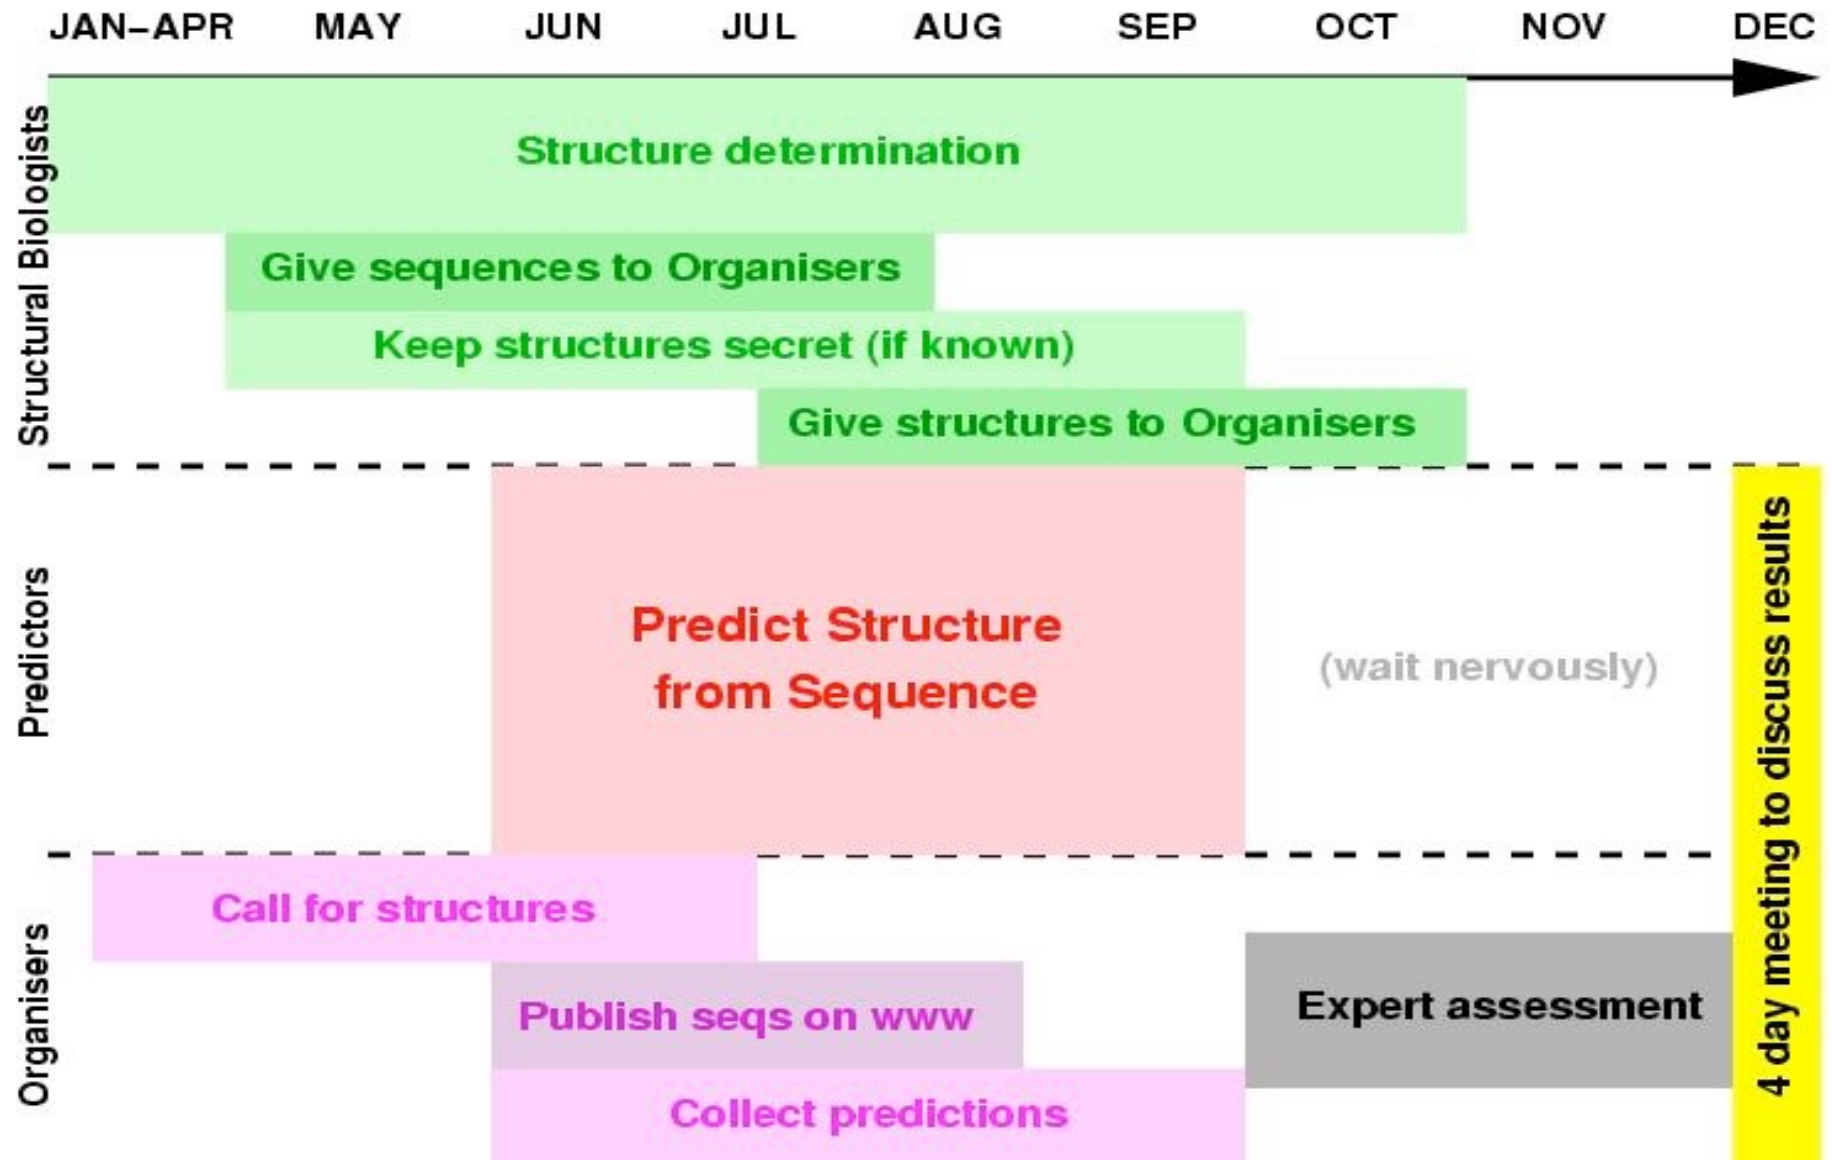 JAN–APR MAY JUN JUL AUG SEP OCT NOV DEC
Structural Biologists
Structure determination
Give sequences to Organisers
Keep structures secret (if known)
Give structures to Organisers
Predictors
Predict Structure
from Sequence
(wait nervously)
4 day meeting to discuss results
Organisers
Call for structures
Publish seqs on www
Expert assessment
Collect predictions